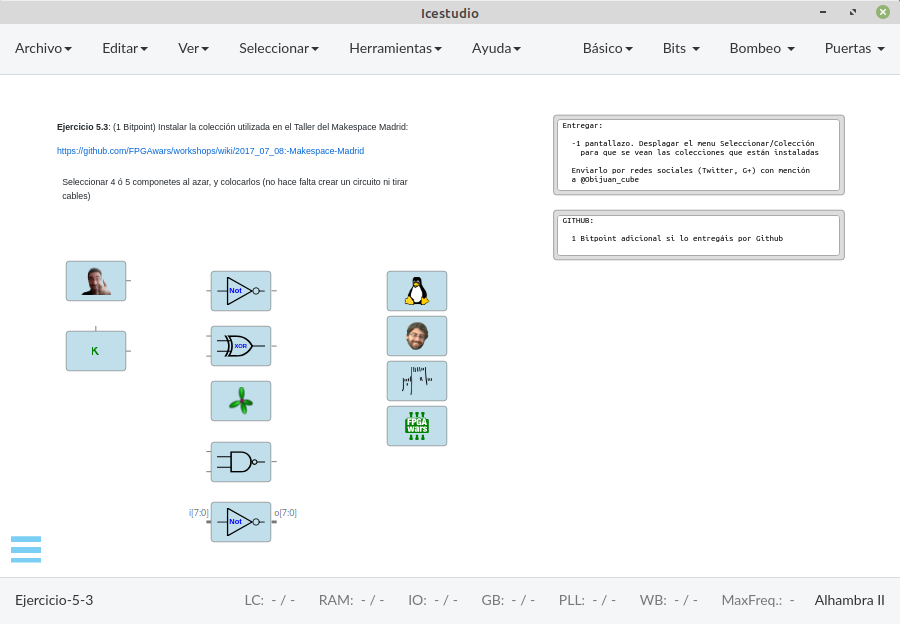 Icestudio
Archivo Editar Ver Seleccionar Herramientas Ayuda Básico Bits Bombeo Puertas
Ejercicio 5.3: (1 Bitpoint) Instalar la colección utilizada en el Taller del Makespace Madrid:
https://github.com/FPGAwars/workshops/wiki/2017_07_08:-Makespace-Madrid
Seleccionar 4 ó 5 componetes al azar, y colocarlos (no hace falta crear un circuito ni tirar
cables)
Entregar:
-1 pantallazo. Desplagar el menu Seleccionar/Colección
para que se vean las colecciones que están instaladas
Enviarlo por redes sociales (Twitter, G+) con mención
a @Obijuan_cube
GITHUB:
1 Bitpoint adicional si lo entregáis por Github
K
Not
XOR
i[7:0] Not o[7:0]
FPGA
wars
Ejercicio-5-3 LC: - / - RAM: - / - IO: - / - GB: - / - PLL: - / - WB: - / - MaxFreq.: - Alhambra II